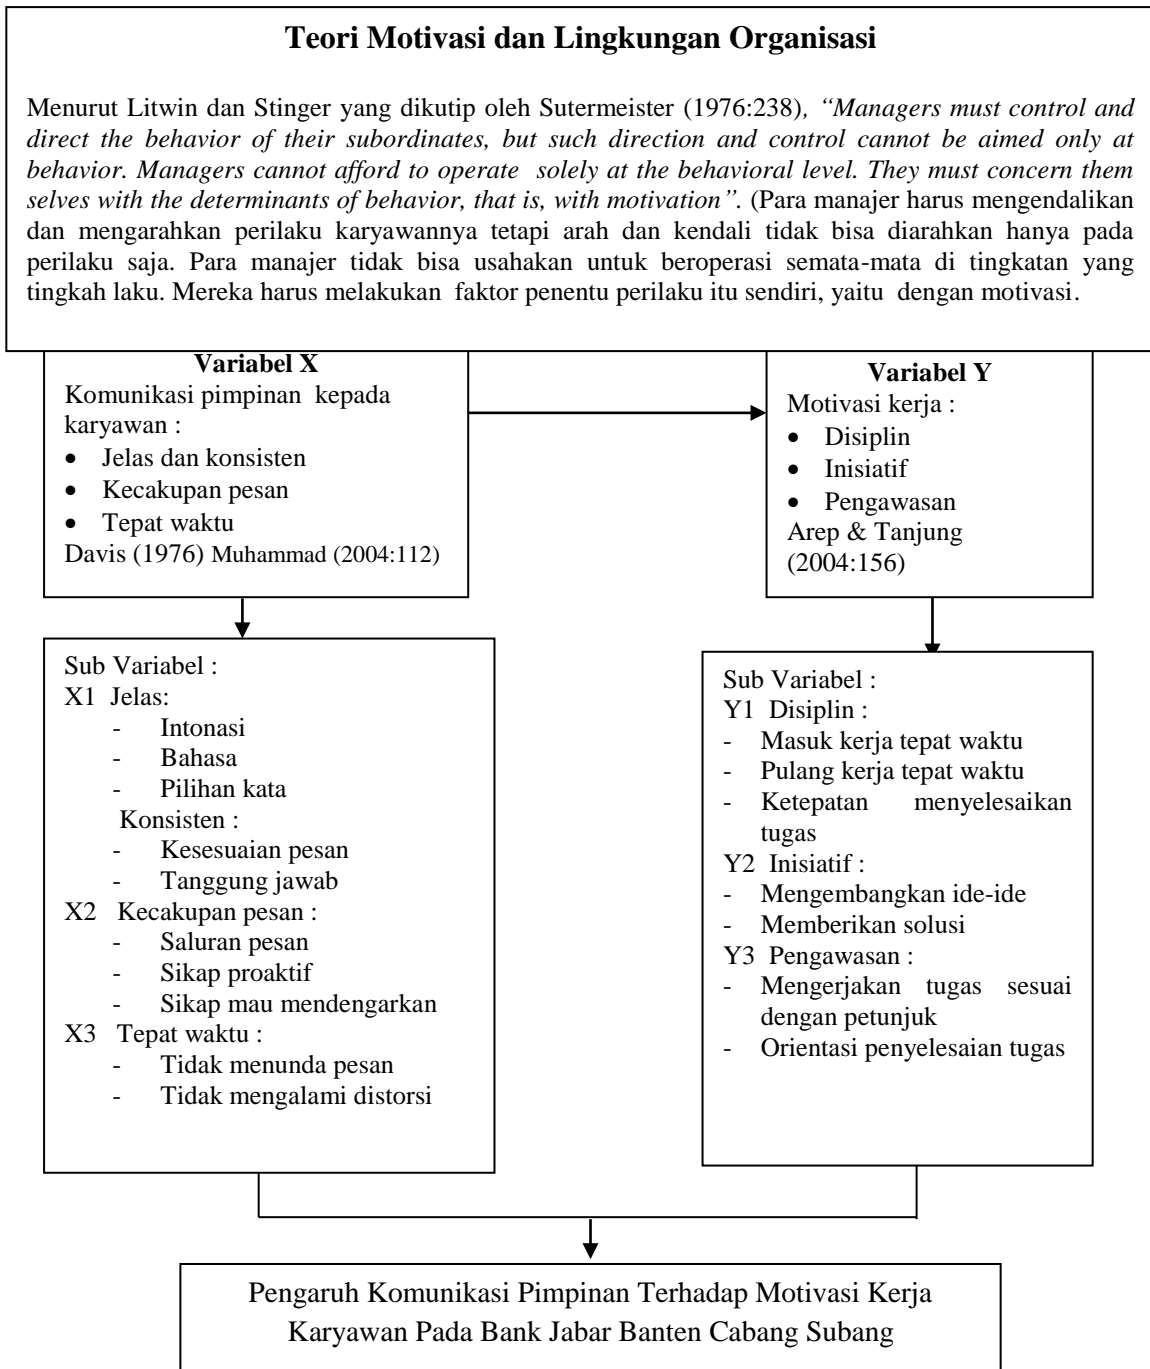 Teori Motivasi dan Lingkungan Organisasi
Menurut Litwin dan Stinger yang dikutip oleh Sutermeister (1976:238), “Managers must control and
direct the behavior of their subordinates, but such direction and control cannot be aimed only at
behavior. Managers cannot afford to operate solely at the behavioral level. They must concern them
selves with the determinants of behavior, that is, with motivation”. (Para manajer harus mengendalikan
dan mengarahkan perilaku karyawannya tetapi arah dan kendali tidak bisa diarahkan hanya pada
perilaku saja. Para manajer tidak bisa usahakan untuk beroperasi semata-mata di tingkatan yang
tingkah laku. Mereka harus melakukan faktor penentu perilaku itu sendiri, yaitu dengan motivasi.
Variabel X
Komunikasi pimpinan kepada
karyawan :
• Jelas dan konsisten
• Kecakupan pesan
• Tepat waktu
Davis (1976) Muhammad (2004:112)
Variabel Y
Motivasi kerja :
• Disiplin
• Inisiatif
• Pengawasan
Arep & Tanjung
(2004:156)
Sub Variabel :
X1 Jelas:
- Intonasi
- Bahasa
- Pilihan kata
Konsisten :
- Kesesuaian pesan
- Tanggung jawab
X2 Kecakupan pesan :
- Saluran pesan
- Sikap proaktif
- Sikap mau mendengarkan
X3 Tepat waktu :
- Tidak menunda pesan
- Tidak mengalami distorsi
Sub Variabel :
Y1 Disiplin :
- Masuk kerja tepat waktu
- Pulang kerja tepat waktu
- Ketepatan menyelesaikan
tugas
Y2 Inisiatif :
- Mengembangkan ide-ide
- Memberikan solusi
Y3 Pengawasan :
- Mengerjakan tugas sesuai
dengan petunjuk
- Orientasi penyelesaian tugas
Pengaruh Komunikasi Pimpinan Terhadap Motivasi Kerja
Karyawan Pada Bank Jabar Banten Cabang Subang